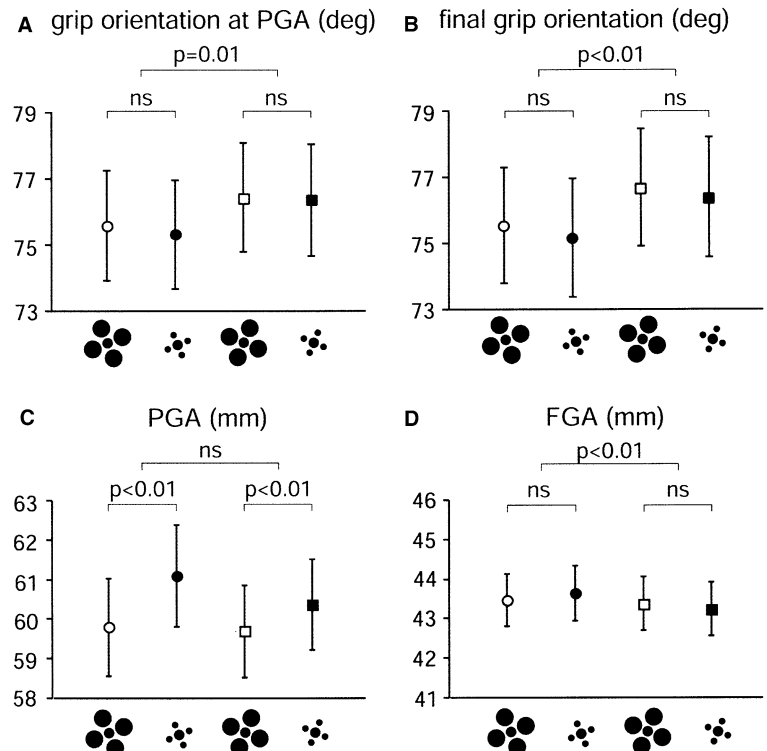 A grip orientation at PGA (deg)
p=0.01
ns ns
79
77
75
73
B final grip orientation (deg)
p<0.01
ns ns
79
77
75
73
C PGA (mm)
ns
p<0.01 p<0.01
63
62
61
60
59
58
D FGA (mm)
p<0.01
ns ns
46
45
44
43
42
41